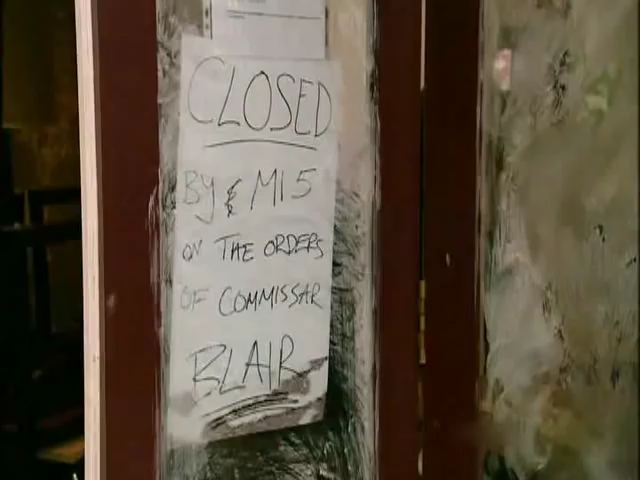 CLOSED
BY & MI5
ON THE ORDERS
OF COMMISSAR
BLAIR